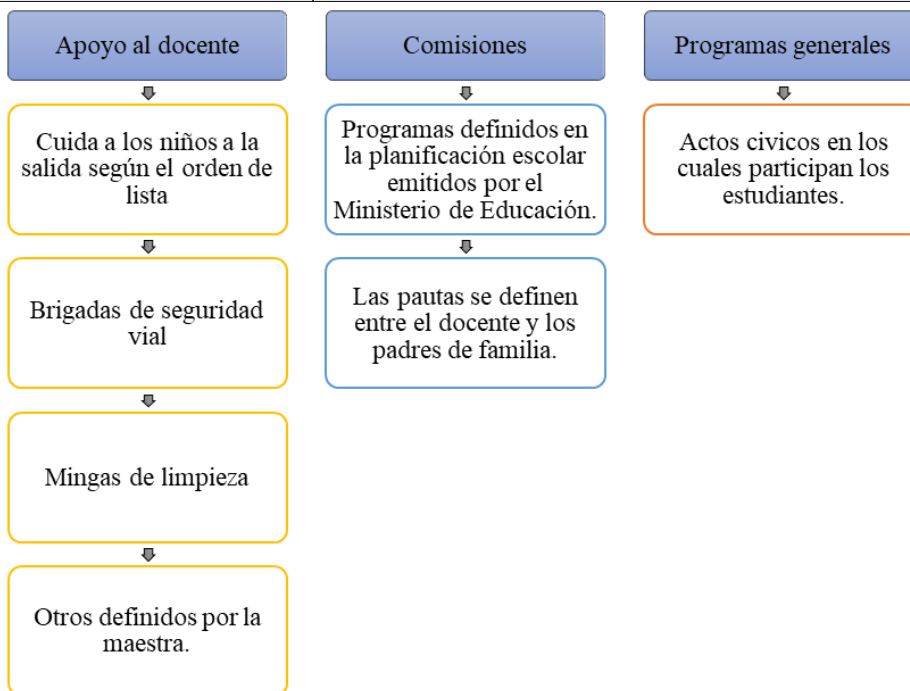 Apoyo al docente
Cuida a los niños a la
salida según el orden de
lista
Brigadas de seguridad
vial
Mingas de limpieza
Otros definidos por la
maestra.
Comisiones
Programas definidos en
la planificación escolar
emitidos por el
Ministerio de Educación.
Las pautas se definen
entre el docente y los
padres de familia.
Programas generales
Actos civicos en los
cuales participan los
estudiantes.